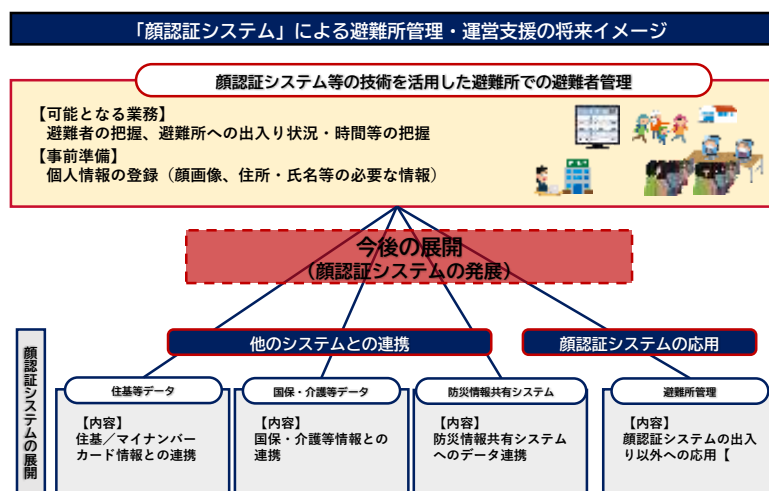 「顔認証システム」による避難所管理・運営支援の将来イメージ
顔認証システム等の技術を活用した避難所での避難者管理
【可能となる業務】
避難者の把握、避難所への出入り状況・時間等の把握
【事前準備】
個人情報の登録（顔画像、住所・氏名等の必要な情報）
今後の展開
（顔認証システムの発展）
他のシステムとの連携
顔認証システムの応用
顔認証システムの展開
住基等データ
【内容】
住基／マイナンバー
カード情報との連携
国保・介護等データ
【内容】
国保・介護等情報との
連携
防災情報共有システム
【内容】
防災情報共有システム
へのデータ連携
避難所管理
【内容】
顔認証システムの出入
り以外への応用【